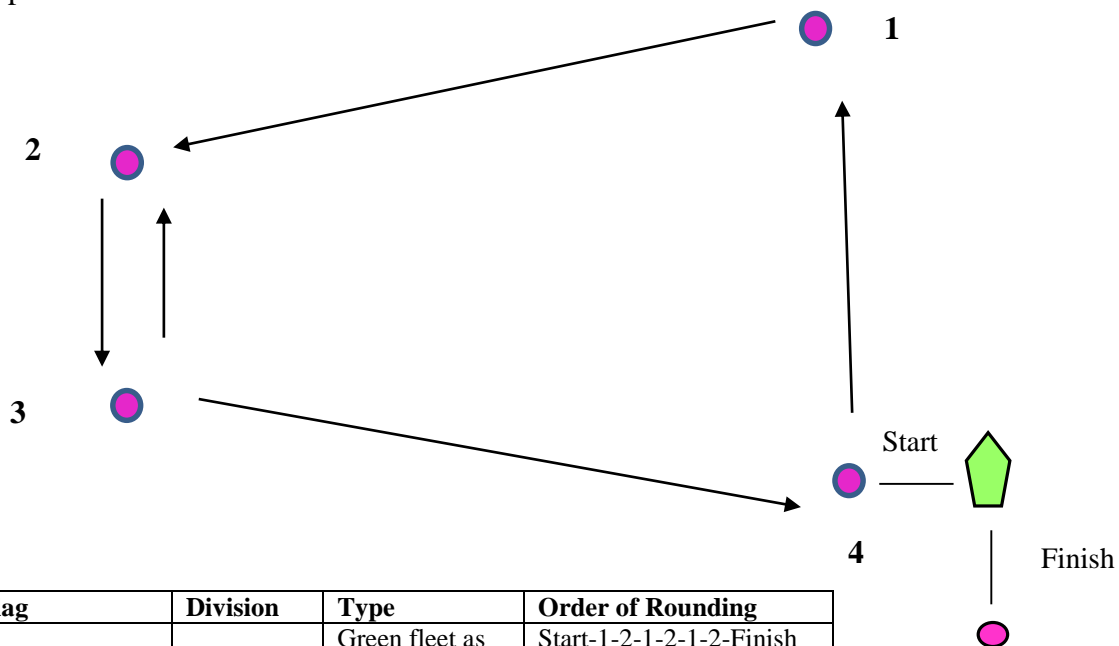 1
2
3
Start
4
Finish
Division Type Order of Rounding
Green fleet as Start-1-2-1-2-1-2-Finish